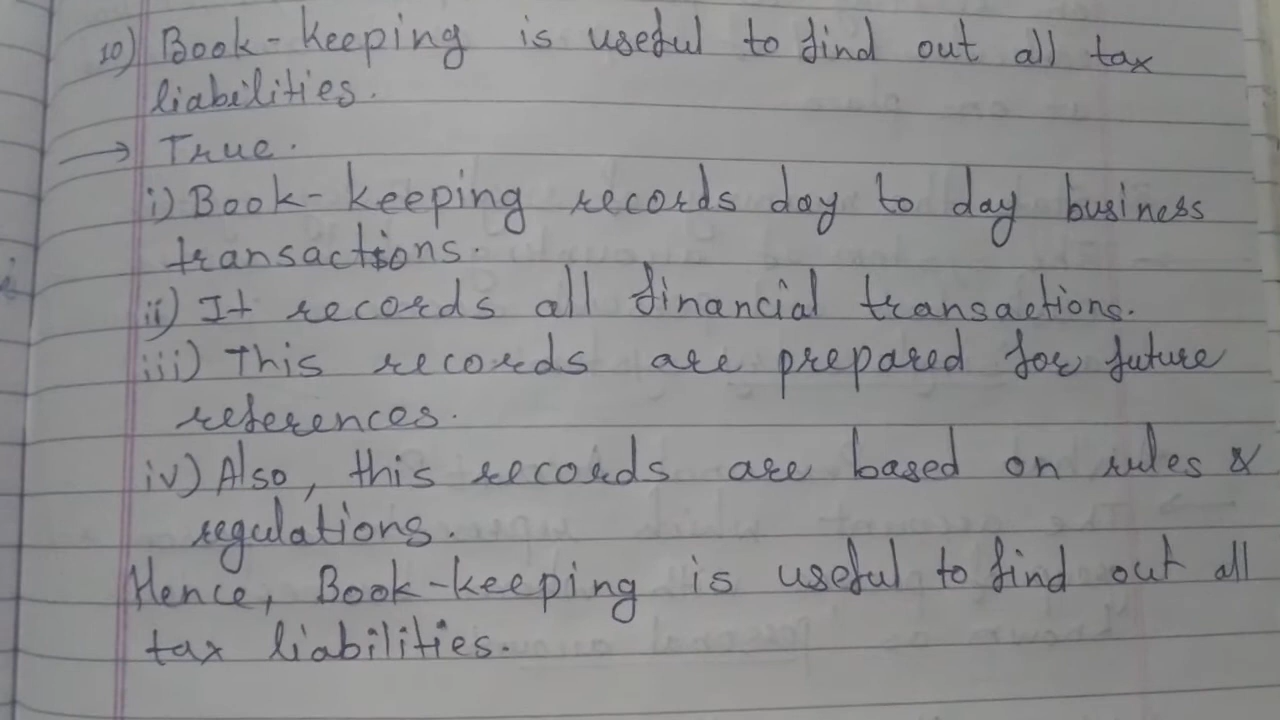 10) Book-keeping is useful to find out all tax
liabilities.
→ True.
i) Book-keeping records day to day business
transactions.
ii) It records all financial transactions.
iii) This records are prepared for future
references.
iv) Also, this records are based on rules &
regulations.
Hence, Book-keeping is useful to find out all
tax liabilities.